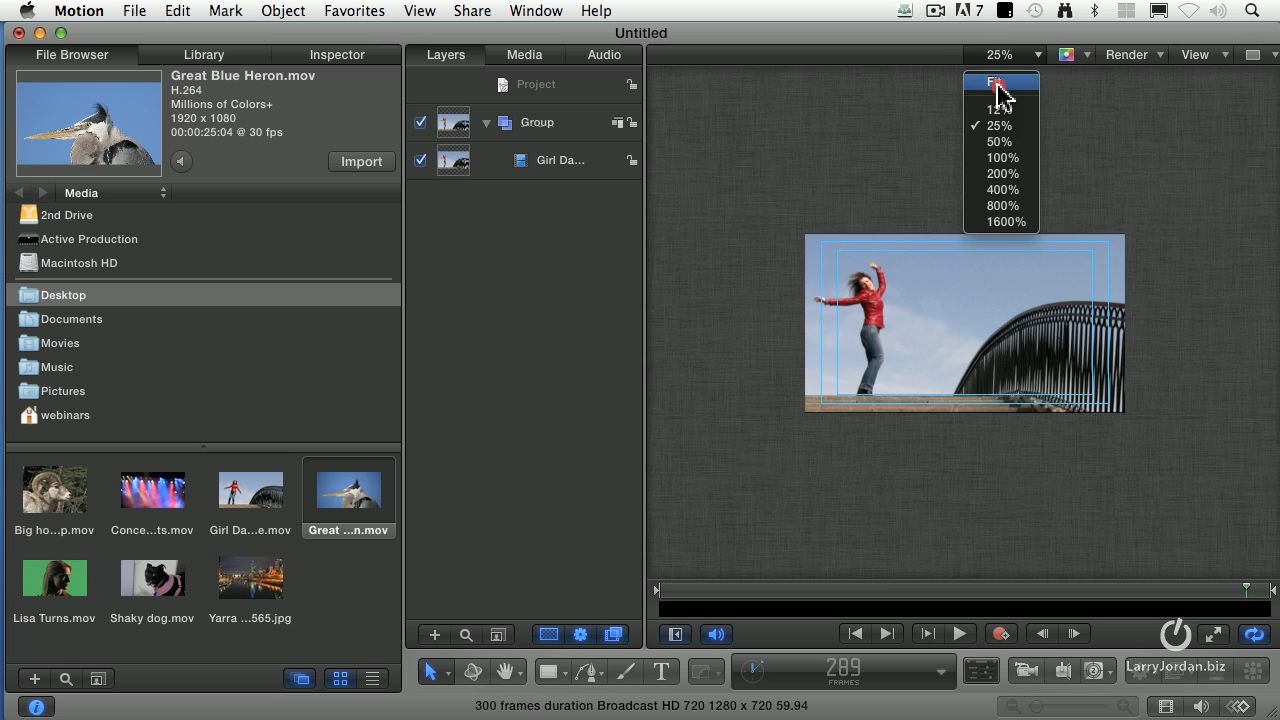 Motion File Edit Mark Object Favorites View Share Window Help 7
Untitled
File Browser Library Inspector
Layers Media Audio
25% Render View
Great Blue Heron.mov
H.264
Millions of Colors+
1920 x 1080
00:00:25:04 @ 30 fps
Import
Media
2nd Drive
Active Production
Macintosh HD
Desktop
Documents
Movies
Music
Pictures
webinars
Big ho...p.mov Conce...ts.mov Girl Da...e.mov Great ...n.mov
Lisa Turns.mov Shaky dog.mov Yarra ...565.jpg
Project
Group
Girl Da...
25%
50%
100%
200%
400%
800%
1600%
T
289
FRAMES
LarryJordan.biz
300 frames duration Broadcast HD 720 1280 x 720 59.94